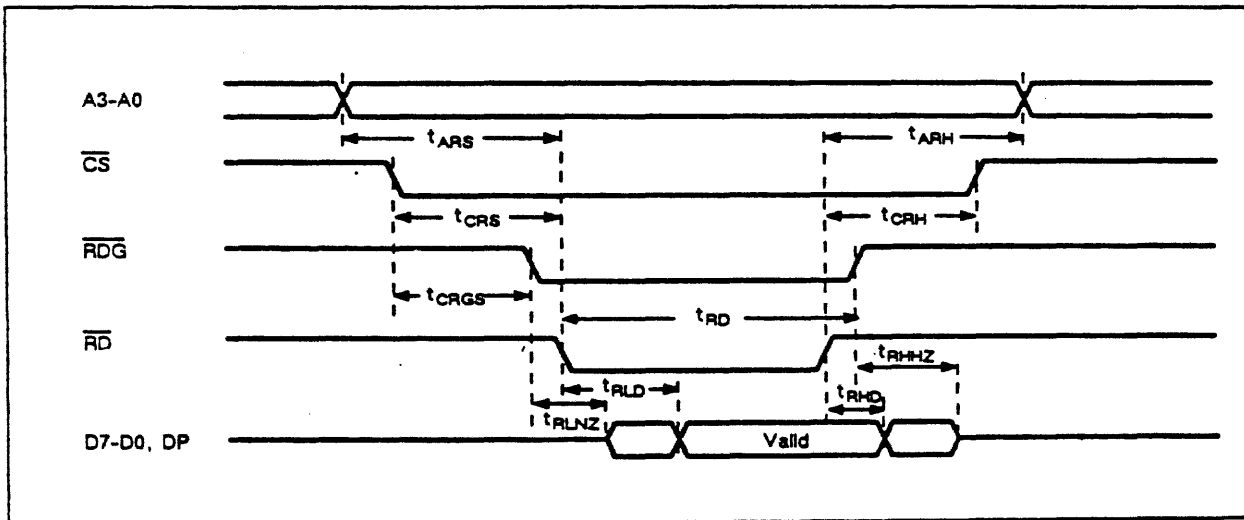 A3-A0
tARS
tARH
CS
tCRS
tCRH
RDG
tCRGS
tRD
RD
tRHHZ
tRLD
tRHD
tRLNZ
D7-D0, DP
Valid